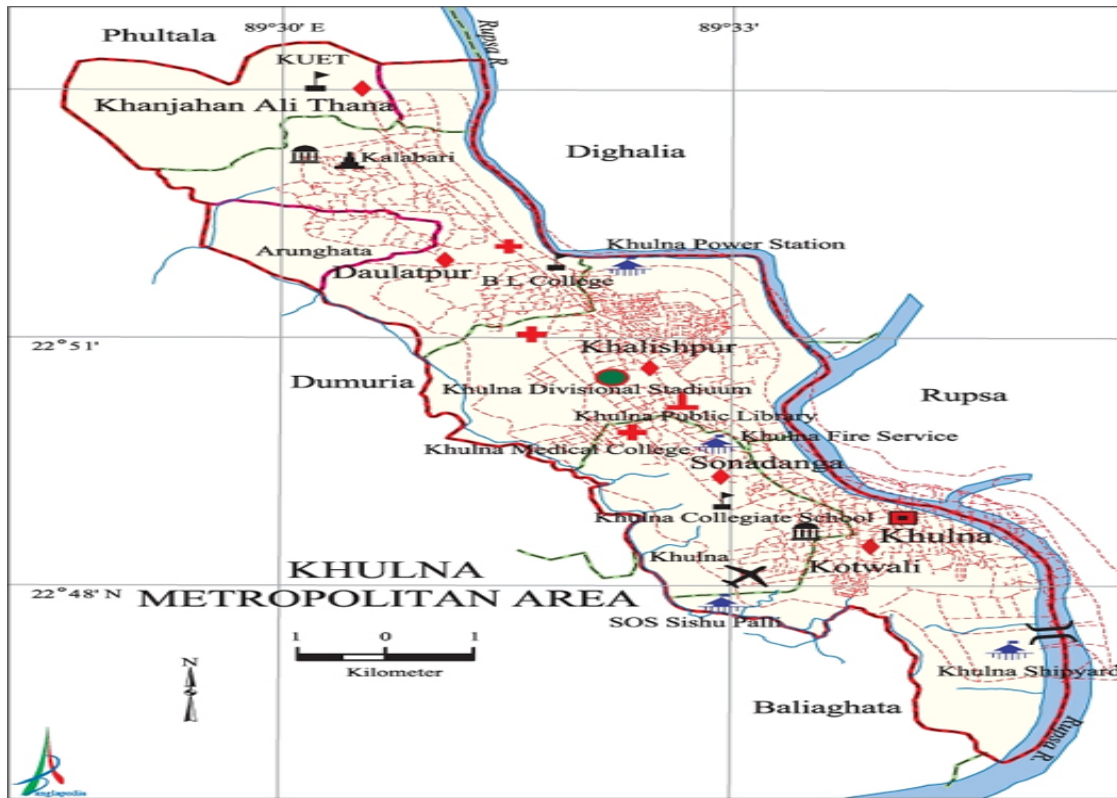 89°30' E
89°33'
Phultala
Rupsa R.
KUET
Khanjahan Ali Thana
Kalabari
Dighalia
Arunghata
Daulatpur
Khulna Power Station
B L College
22°51'
Khalishpur
Dumuria
Khulna Divisional Stadiuum
Rupsa
Khulna Public Library
Khulna Fire Service
Khulna Medical College
Sonadanga
Khulna Collegiate School
Khulna
Khulna
Kotwali
22°48' N
KHULNA
METROPOLITAN AREA
SOS Sishu Palli
1 0 1
Kilometer
N
Khulna Shipyard
Baliaghata
Rupsa R.
anglapedia